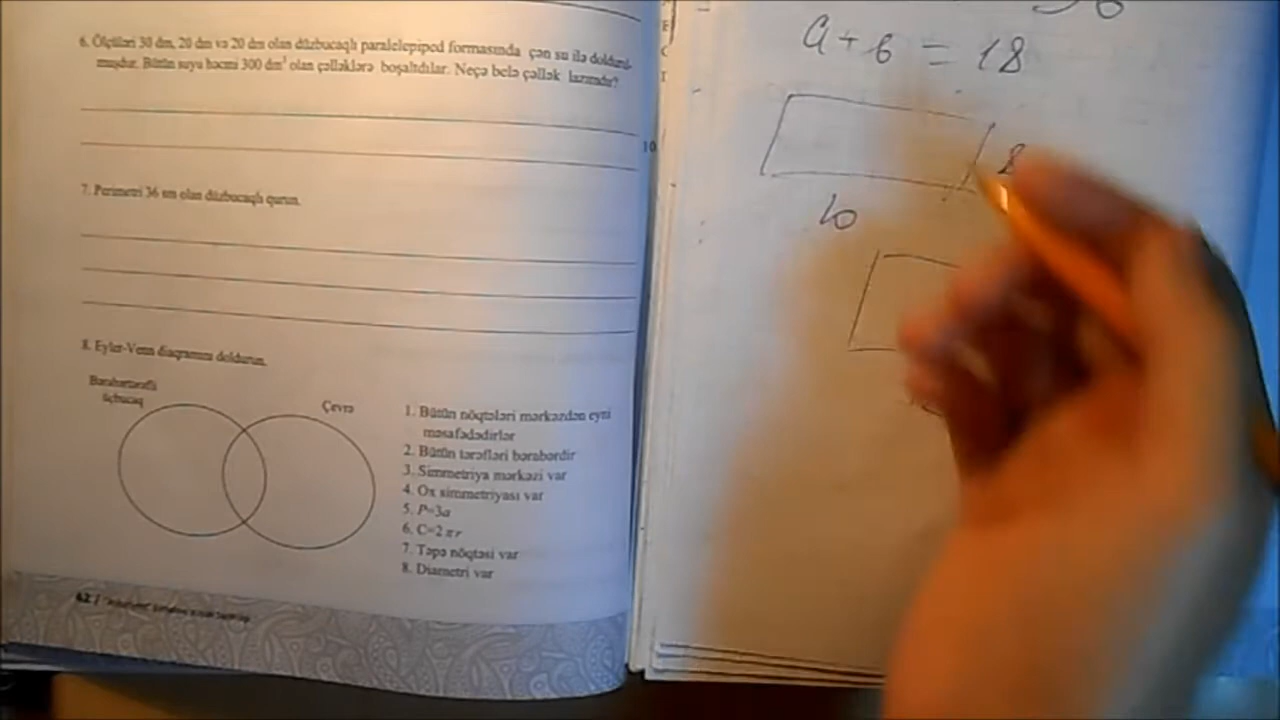 6. Ölçüləri 30 dm, 20 dm və 20 dm olan düzbucaqlı paralelepiped formasında çən su ilə doldurul-
muşdur. Bütün suyu həcmi 300 dm³ olan çəlləklərə boşaltdılar. Neçə belə çəllək lazımdır?
7. Perimetri 36 sm olan düzbucaqlı qurun.
8. Eyler-Venn diaqramını doldurun.
Bərabərtərəfli
üçbucaq
Çevrə
1. Bütün nöqtələri mərkəzdən eyni
məsafədədirlər
2. Bütün tərəfləri bərabərdir
3. Simmetriya mərkəzi var
4. Ox simmetriyası var
5. P=3a
6. C=2πr
7. Təpə nöqtəsi var
8. Diametri var
62
10
a + b = 18
8
10